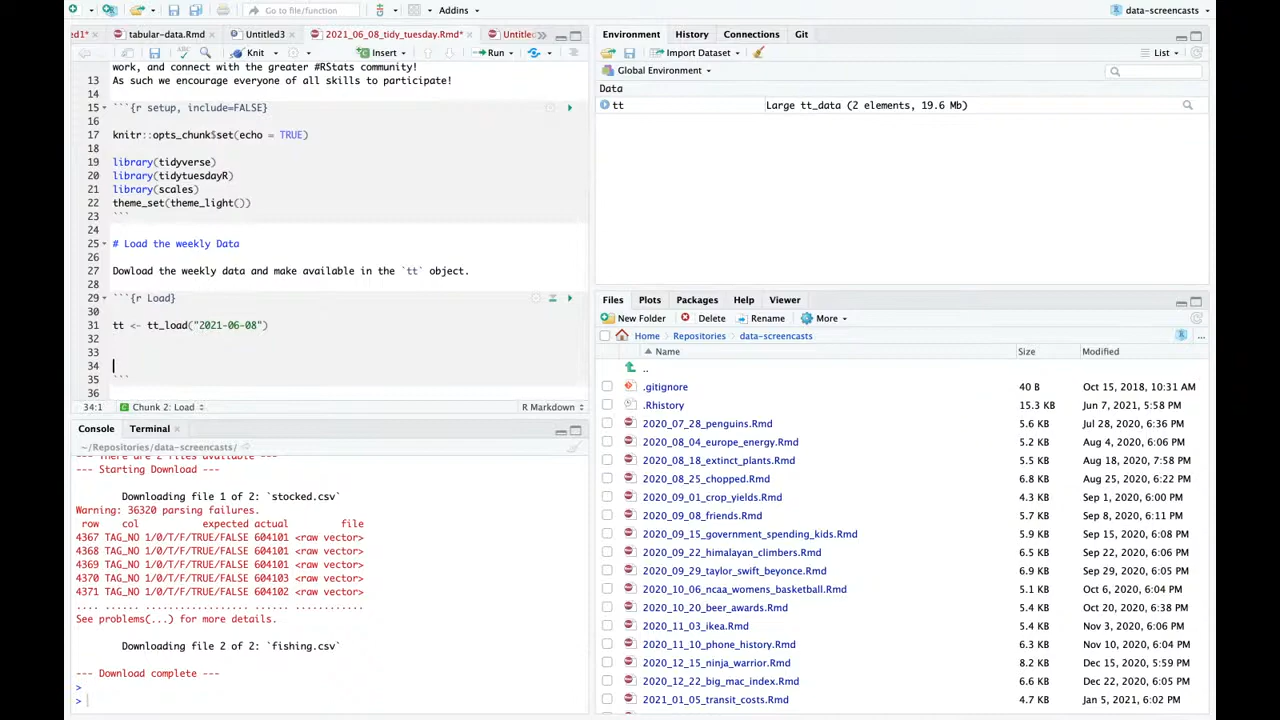 Go to file/function
Addins
data-screencasts
ed1*
tabular-data.Rmd
Untitled3
2021_06_08_tidy_tuesday.Rmd*
Untitle
Knit
Insert
Run
work, and connect with the greater #RStats community!
13 As such we encourage everyone of all skills to participate!
14
15 ```{r setup, include=FALSE}
16
17 knitr::opts_chunk$set(echo = TRUE)
18
19 library(tidyverse)
20 library(tidytuesdayR)
21 library(scales)
22 theme_set(theme_light())
23 ```
24
25 # Load the weekly Data
26
27 Dowload the weekly data and make available in the `tt` object.
28
29 ```{r Load}
30
31 tt <- tt_load("2021-06-08")
32
33
34
35 ```
36
34:1 Chunk 2: Load R Markdown
Console Terminal
~/Repositories/data-screencasts/
--- There are 2 files available ---
--- Starting Download ---
Downloading file 1 of 2: `stocked.csv`
Warning: 36320 parsing failures.
row col expected actual file
4367 TAG_NO 1/0/T/F/TRUE/FALSE 604101 <raw vector>
4368 TAG_NO 1/0/T/F/TRUE/FALSE 604101 <raw vector>
4369 TAG_NO 1/0/T/F/TRUE/FALSE 604101 <raw vector>
4370 TAG_NO 1/0/T/F/TRUE/FALSE 604103 <raw vector>
4371 TAG_NO 1/0/T/F/TRUE/FALSE 604102 <raw vector>
.... ...... .................. ...... ............
See problems(...) for more details.
Downloading file 2 of 2: `fishing.csv`
--- Download complete ---
>
>
Environment History Connections Git
Import Dataset List
Global Environment
Data
tt Large tt_data (2 elements, 19.6 Mb)
Files Plots Packages Help Viewer
New Folder Delete Rename More
Home Repositories data-screencasts ...
Name Size Modified
..
.gitignore 40 B Oct 15, 2018, 10:31 AM
.Rhistory 15.3 KB Jun 7, 2021, 5:58 PM
2020_07_28_penguins.Rmd 5.6 KB Jul 28, 2020, 6:36 PM
2020_08_04_europe_energy.Rmd 5.2 KB Aug 4, 2020, 6:06 PM
2020_08_18_extinct_plants.Rmd 5.5 KB Aug 18, 2020, 7:58 PM
2020_08_25_chopped.Rmd 6.8 KB Aug 25, 2020, 6:22 PM
2020_09_01_crop_yields.Rmd 4.3 KB Sep 1, 2020, 6:00 PM
2020_09_08_friends.Rmd 5.7 KB Sep 8, 2020, 6:11 PM
2020_09_15_government_spending_kids.Rmd 5.9 KB Sep 15, 2020, 6:08 PM
2020_09_22_himalayan_climbers.Rmd 6.5 KB Sep 22, 2020, 6:06 PM
2020_09_29_taylor_swift_beyonce.Rmd 6.9 KB Sep 29, 2020, 6:05 PM
2020_10_06_ncaa_womens_basketball.Rmd 5.1 KB Oct 6, 2020, 6:04 PM
2020_10_20_beer_awards.Rmd 5.4 KB Oct 20, 2020, 6:38 PM
2020_11_03_ikea.Rmd 5.4 KB Nov 3, 2020, 6:06 PM
2020_11_10_phone_history.Rmd 6.3 KB Nov 10, 2020, 6:04 PM
2020_12_15_ninja_warrior.Rmd 8.2 KB Dec 15, 2020, 5:59 PM
2020_12_22_big_mac_index.Rmd 6.6 KB Dec 22, 2020, 6:05 PM
2021_01_05_transit_costs.Rmd 4.7 KB Jan 5, 2021, 6:02 PM